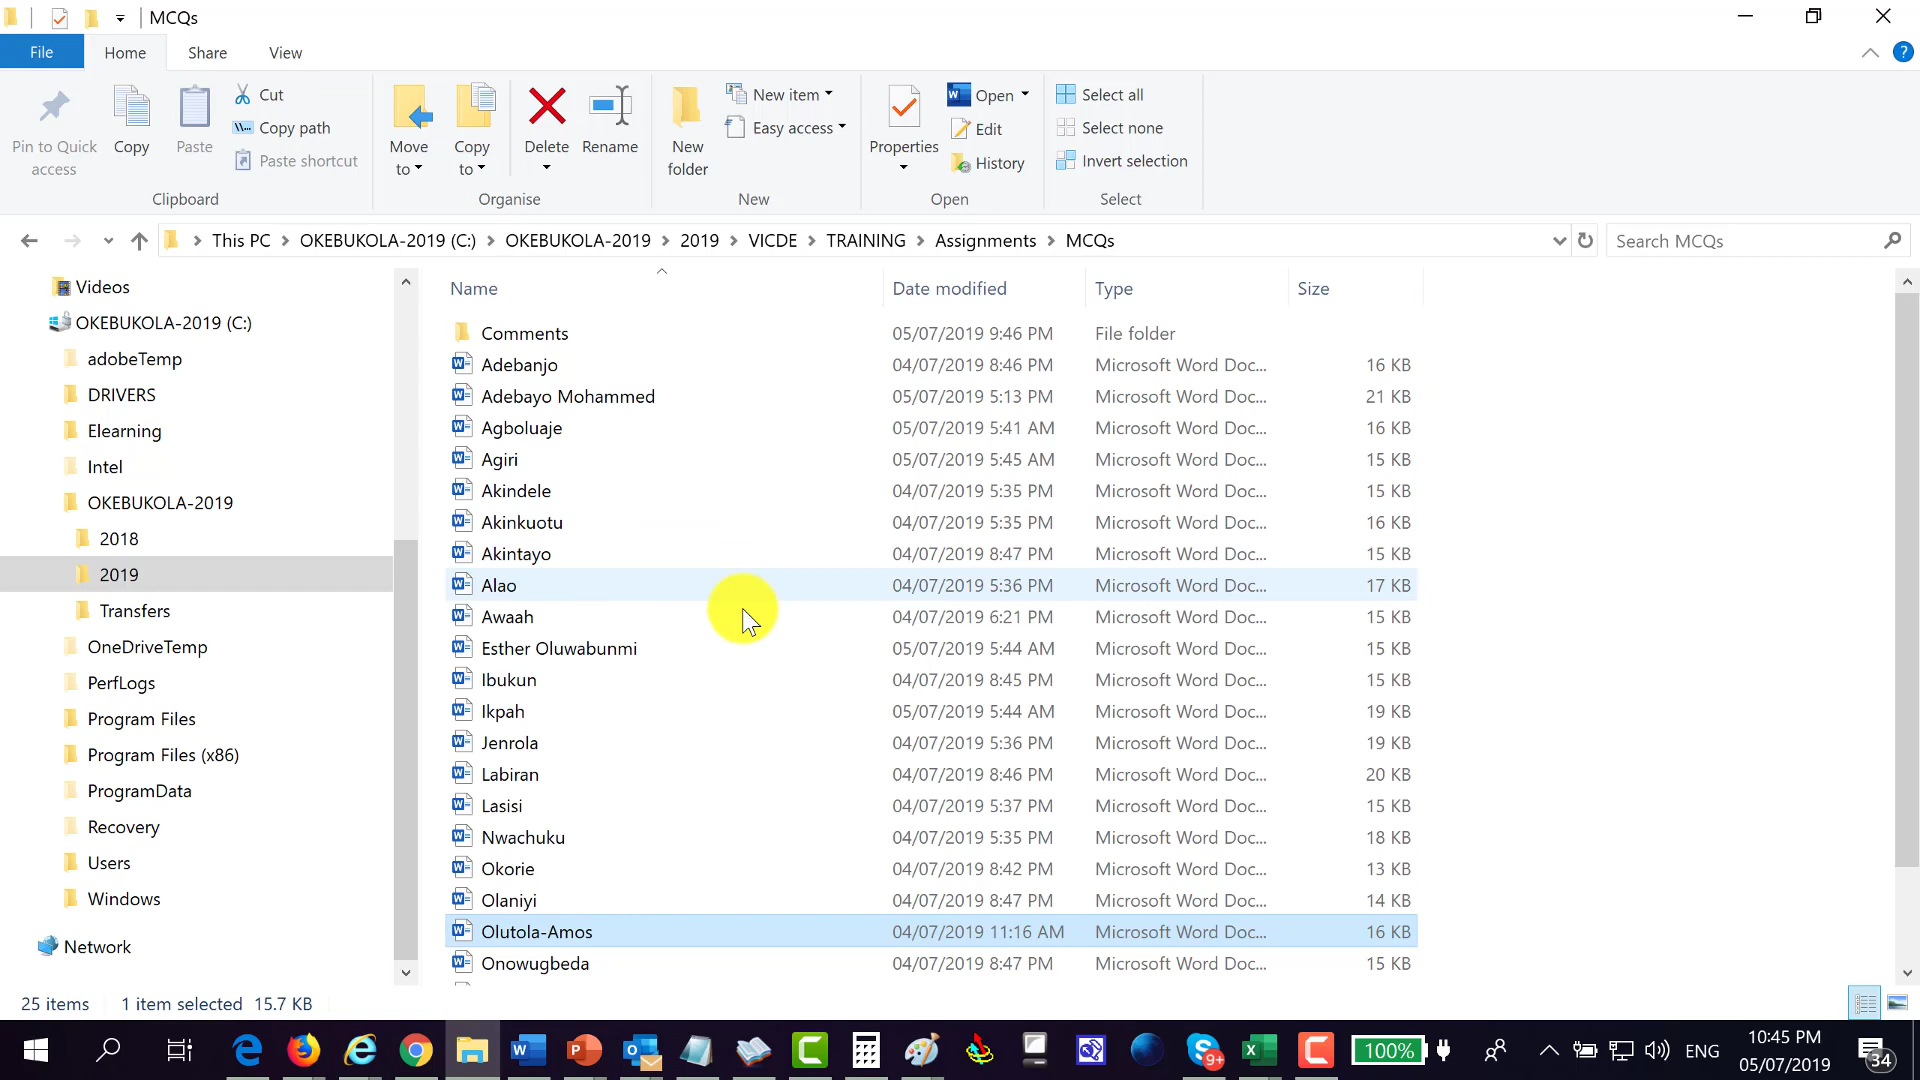 MCQs
File Home Share View
Pin to Quick access
Copy
Paste
Cut
Copy path
Paste shortcut
Clipboard
Move to
Copy to
Delete
Rename
Organise
New folder
New item
Easy access
New
Properties
Open
Edit
History
Open
Select all
Select none
Invert selection
Select
This PC OKEBUKOLA-2019 (C:) OKEBUKOLA-2019 2019 VICDE TRAINING Assignments MCQs
Search MCQs
Videos
OKEBUKOLA-2019 (C:)
adobeTemp
DRIVERS
Elearning
Intel
OKEBUKOLA-2019
2018
2019
Transfers
OneDriveTemp
PerfLogs
Program Files
Program Files (x86)
ProgramData
Recovery
Users
Windows
Network
Name Date modified Type Size
Comments 05/07/2019 9:46 PM File folder
Adebanjo 04/07/2019 8:46 PM Microsoft Word Doc... 16 KB
Adebayo Mohammed 05/07/2019 5:13 PM Microsoft Word Doc... 21 KB
Agboluaje 05/07/2019 5:41 AM Microsoft Word Doc... 16 KB
Agiri 05/07/2019 5:45 AM Microsoft Word Doc... 15 KB
Akindele 04/07/2019 5:35 PM Microsoft Word Doc... 15 KB
Akinkuotu 04/07/2019 5:35 PM Microsoft Word Doc... 16 KB
Akintayo 04/07/2019 8:47 PM Microsoft Word Doc... 15 KB
Alao 04/07/2019 5:36 PM Microsoft Word Doc... 17 KB
Awaah 04/07/2019 6:21 PM Microsoft Word Doc... 15 KB
Esther Oluwabunmi 05/07/2019 5:44 AM Microsoft Word Doc... 15 KB
Ibukun 04/07/2019 8:45 PM Microsoft Word Doc... 15 KB
Ikpah 05/07/2019 5:44 AM Microsoft Word Doc... 19 KB
Jenrola 04/07/2019 5:36 PM Microsoft Word Doc... 19 KB
Labiran 04/07/2019 8:46 PM Microsoft Word Doc... 20 KB
Lasisi 04/07/2019 5:37 PM Microsoft Word Doc... 15 KB
Nwachuku 04/07/2019 5:35 PM Microsoft Word Doc... 18 KB
Okorie 04/07/2019 8:42 PM Microsoft Word Doc... 13 KB
Olaniyi 04/07/2019 8:47 PM Microsoft Word Doc... 14 KB
Olutola-Amos 04/07/2019 11:16 AM Microsoft Word Doc... 16 KB
Onowugbeda 04/07/2019 8:47 PM Microsoft Word Doc... 15 KB
25 items 1 item selected 15.7 KB
9+
100%
ENG
10:45 PM
05/07/2019
34